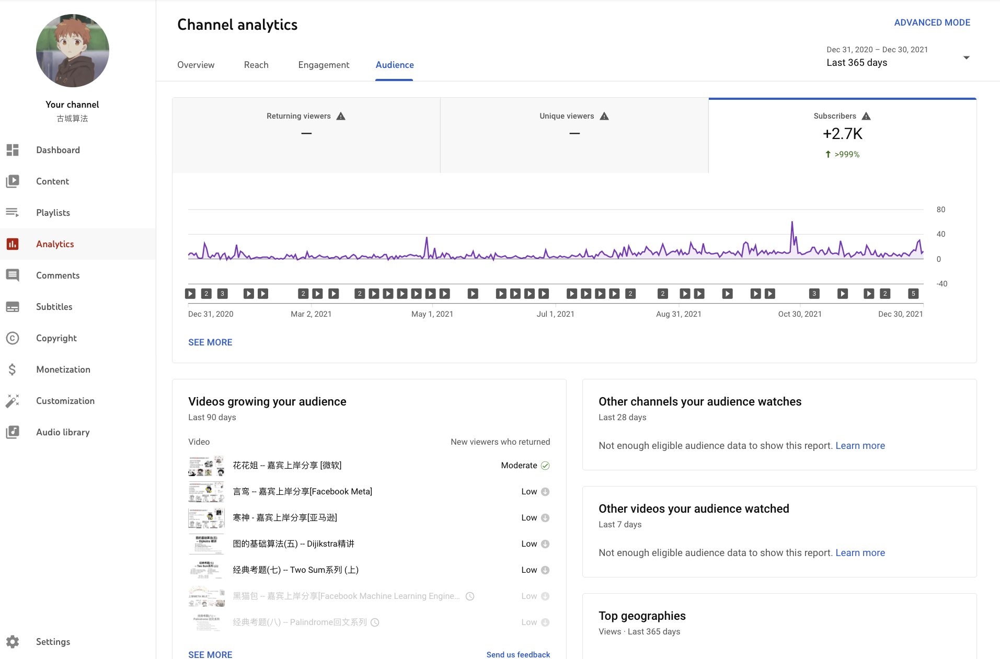 Your channel
古城算法
Dashboard
Content
Playlists
Analytics
Comments
Subtitles
Copyright
Monetization
Customization
Audio library
Settings
Channel analytics
ADVANCED MODE
Overview
Reach
Engagement
Audience
Dec 31, 2020 – Dec 30, 2021
Last 365 days
Returning viewers
—
Unique viewers
—
Subscribers
+2.7K
>999%
80
40
0
-40
2 3 2 2 2 2 3 2 5
Dec 31, 2020 Mar 2, 2021 May 1, 2021 Jul 1, 2021 Aug 31, 2021 Oct 30, 2021 Dec 30, 2021
SEE MORE
Videos growing your audience
Last 90 days
Video New viewers who returned
花花姐 -- 嘉宾上岸分享 [微软] Moderate
言鸾 -- 嘉宾上岸分享[Facebook Meta] Low
寒神 - 嘉宾上岸分享[亚马逊] Low
图的基础算法(五) -- Dijikstra精讲 Low
经典考题(七) -- Two Sum系列 (上) Low
黑猫包 -- 嘉宾上岸分享[Facebook Machine Learning Engine... Low
经典考题(八) -- Palindrome回文系列 Low
SEE MORE Send us feedback
Other channels your audience watches
Last 28 days
Not enough eligible audience data to show this report. Learn more
Other videos your audience watched
Last 7 days
Not enough eligible audience data to show this report. Learn more
Top geographies
Views · Last 365 days